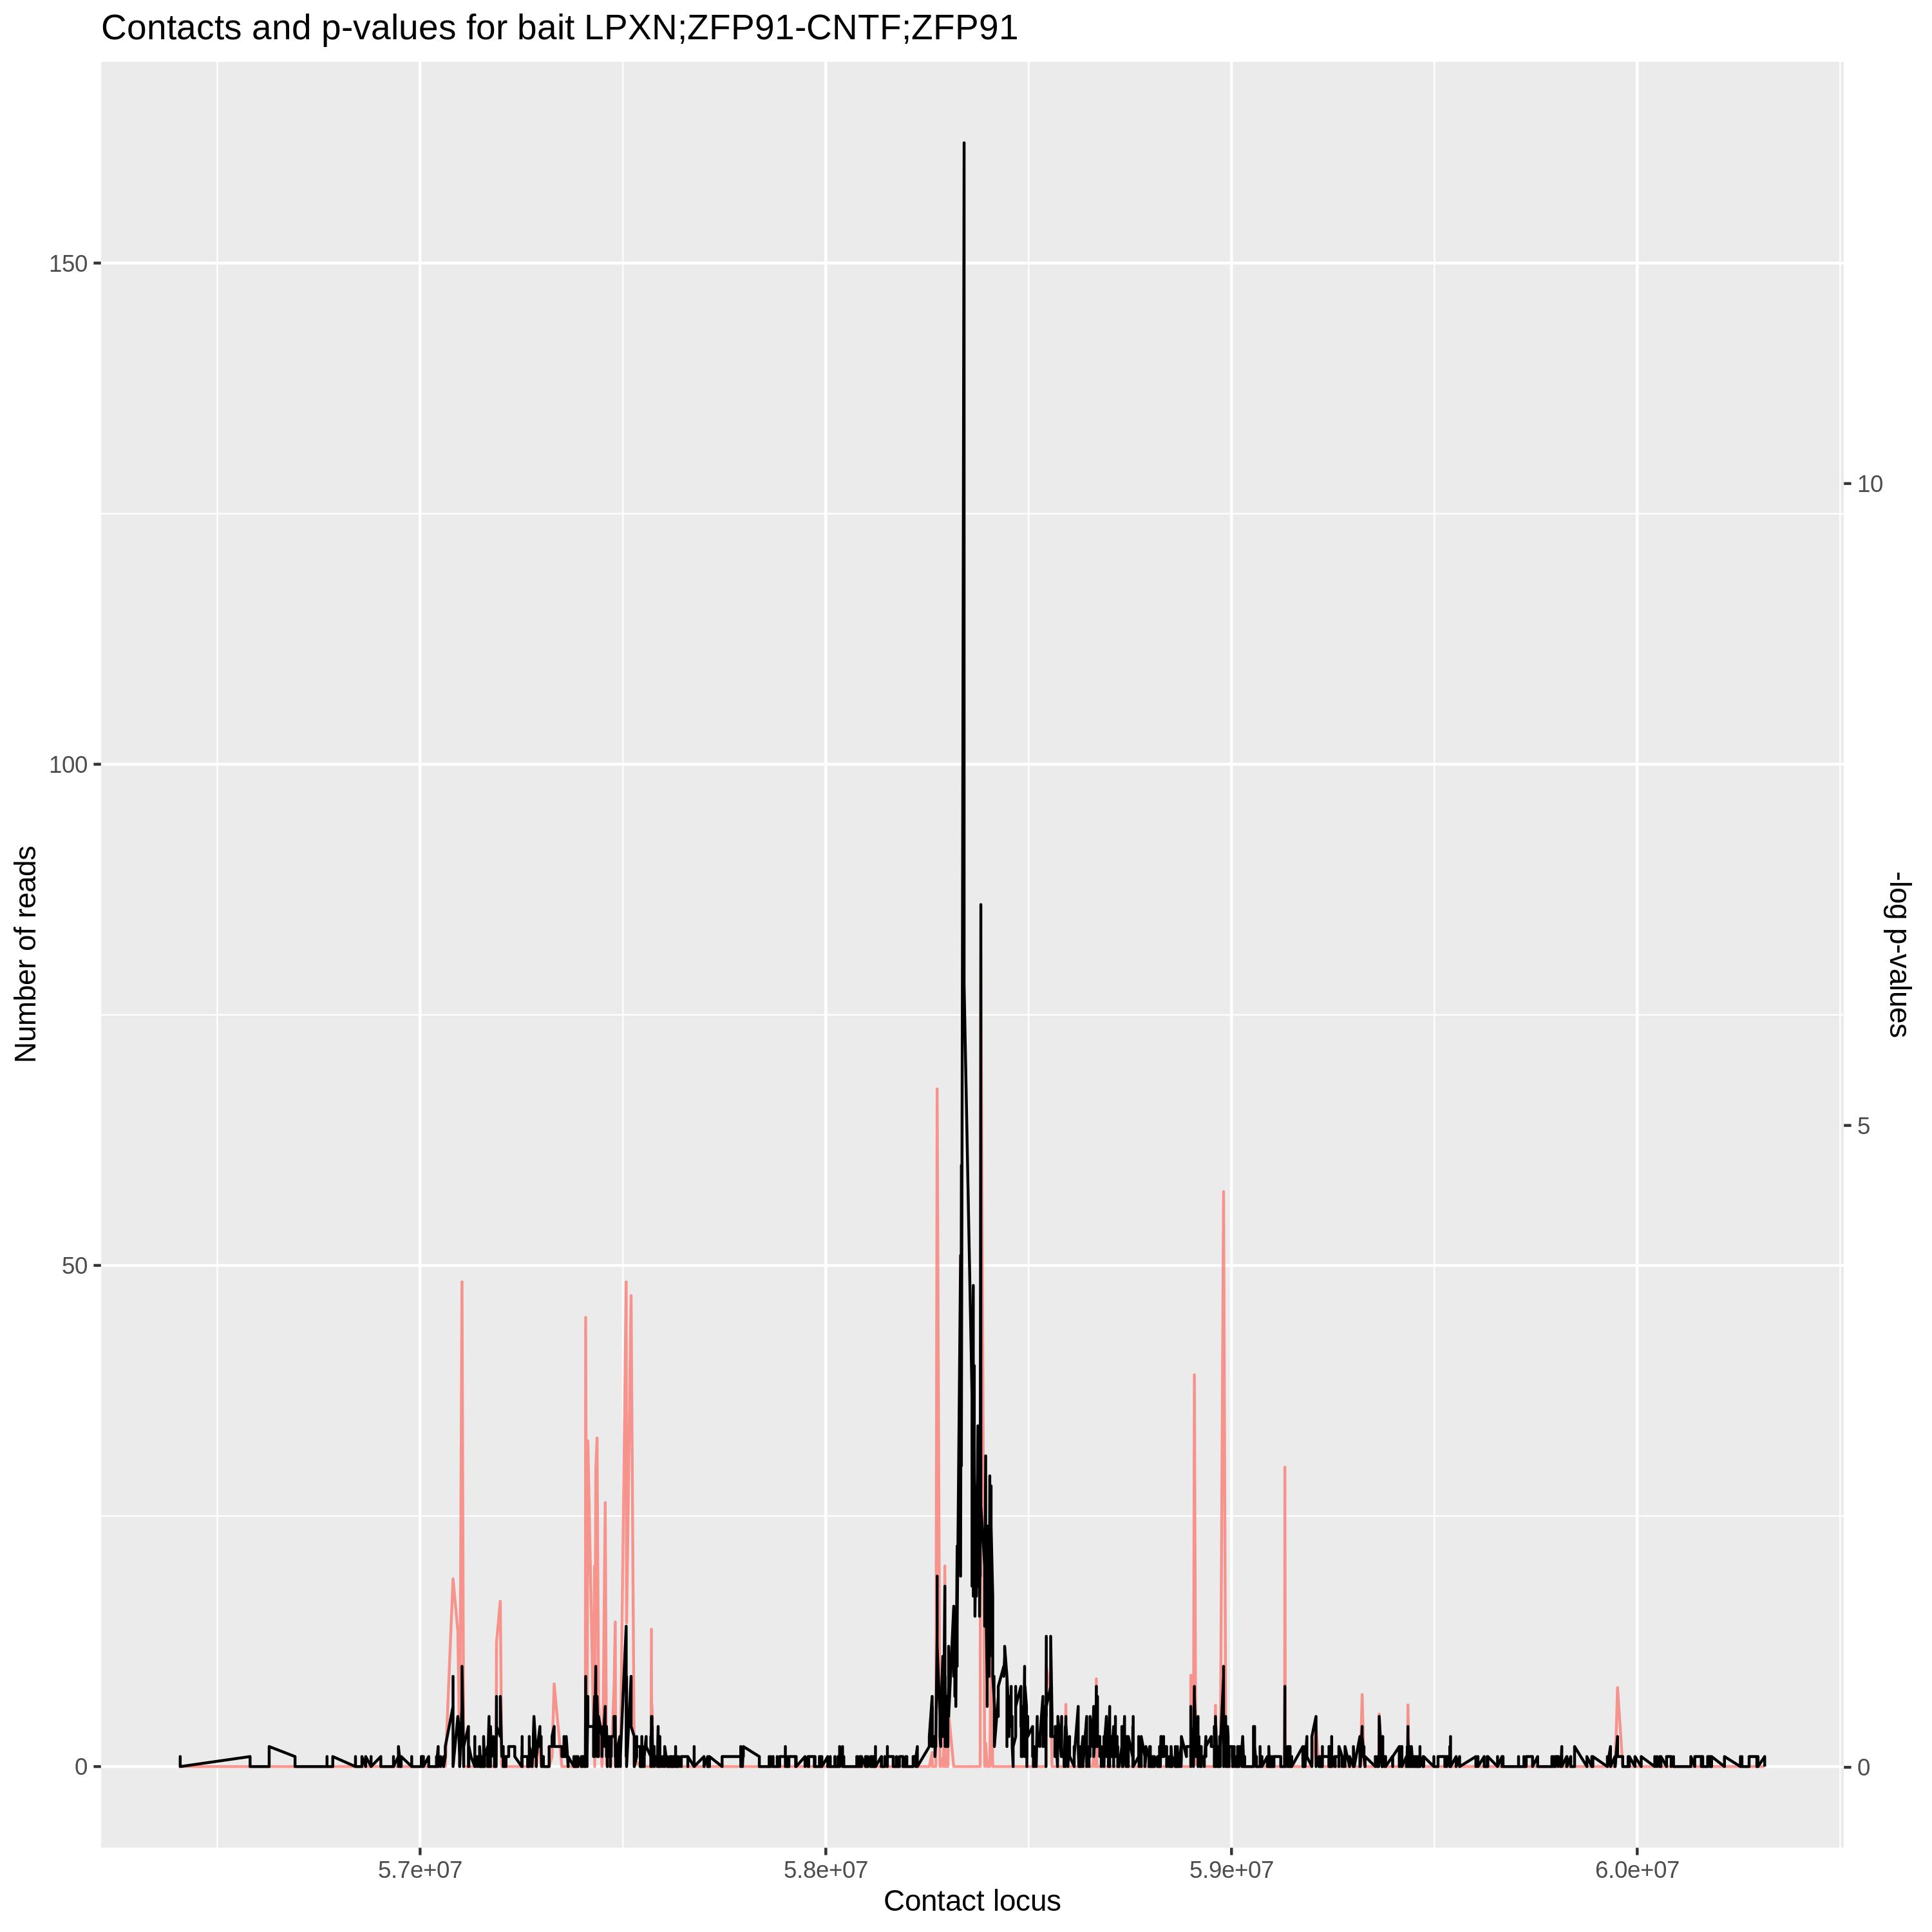 Contacts and p-values for bait LPXN;ZFP91-CNTF;ZFP91
150
100
50
0
Number of reads
10
5
0
-log p-values
5.7e+07
5.8e+07
5.9e+07
6.0e+07
Contact locus